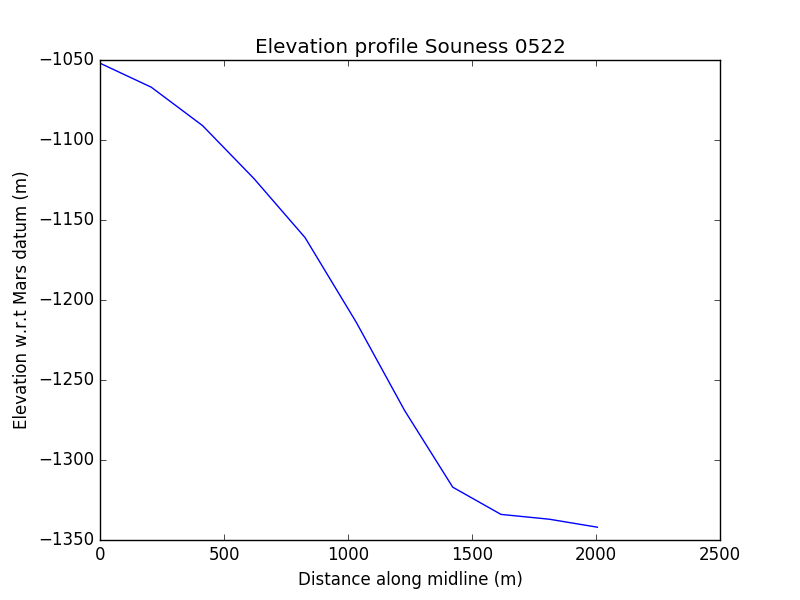 Elevation profile Souness 0522
−1050
−1100
−1150
−1200
−1250
−1300
−1350
Elevation w.r.t Mars datum (m)
0 500 1000 1500 2000 2500
Distance along midline (m)